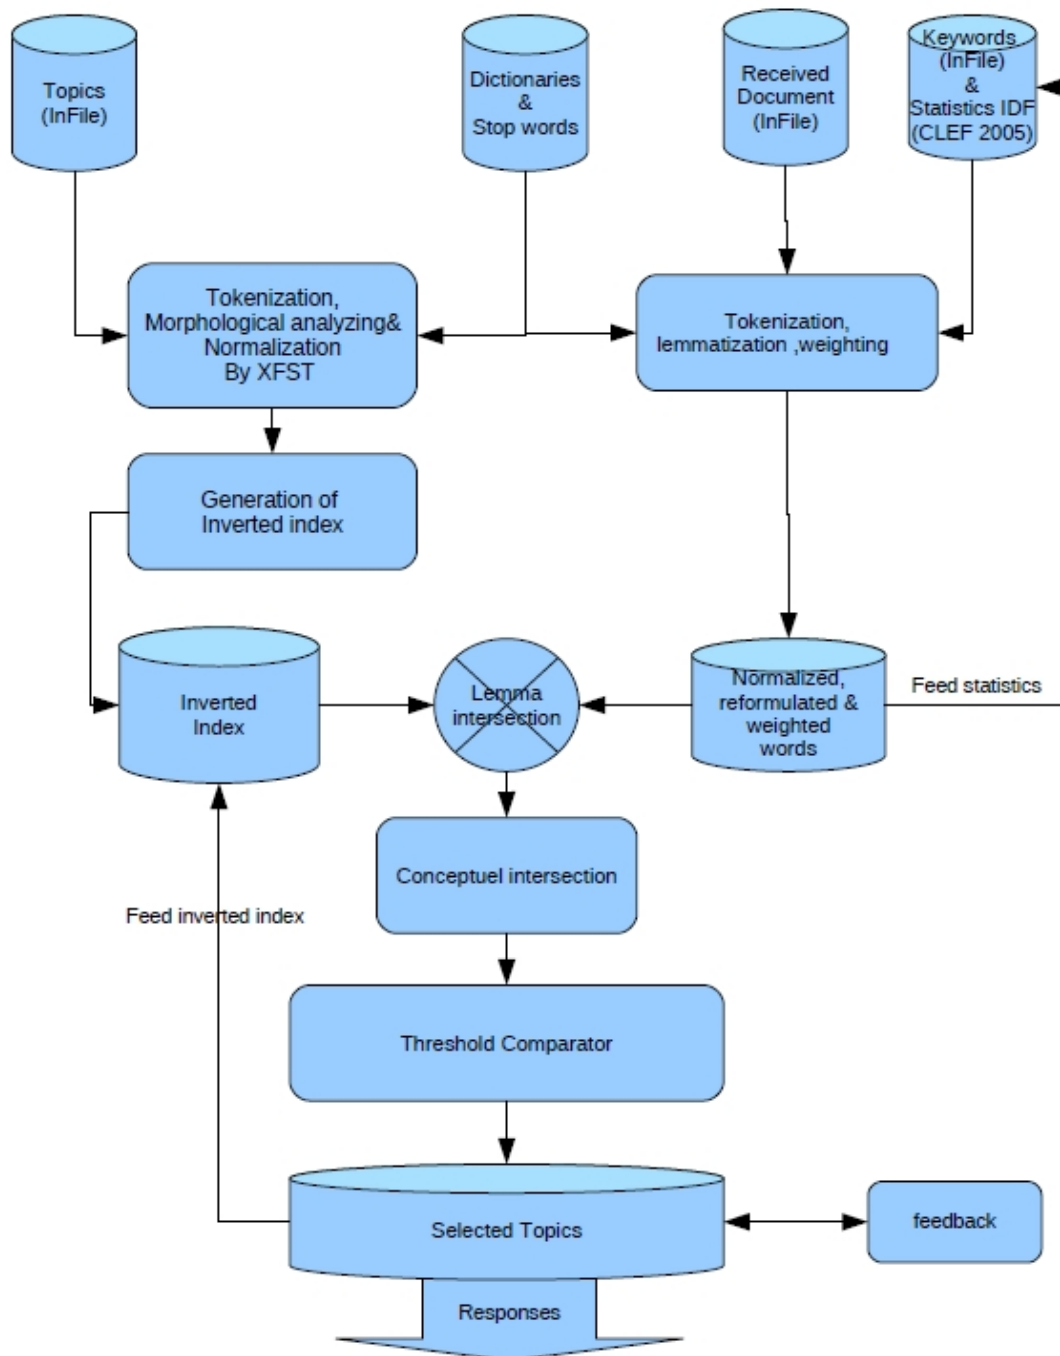 Topics
(InFile)
Dictionaries
&
Stop words
Received
Document
(InFile)
Keywords
(InFile)
&
Statistics IDF
(CLEF 2005)
Tokenization,
Morphological analyzing&
Normalization
By XFST
Tokenization,
lemmatization ,weighting
Generation of
Inverted index
Inverted
Index
Lemma
intersection
Normalized,
reformulated &
weighted
words
Feed statistics
Conceptuel intersection
Feed inverted index
Threshold Comparator
Selected Topics
feedback
Responses